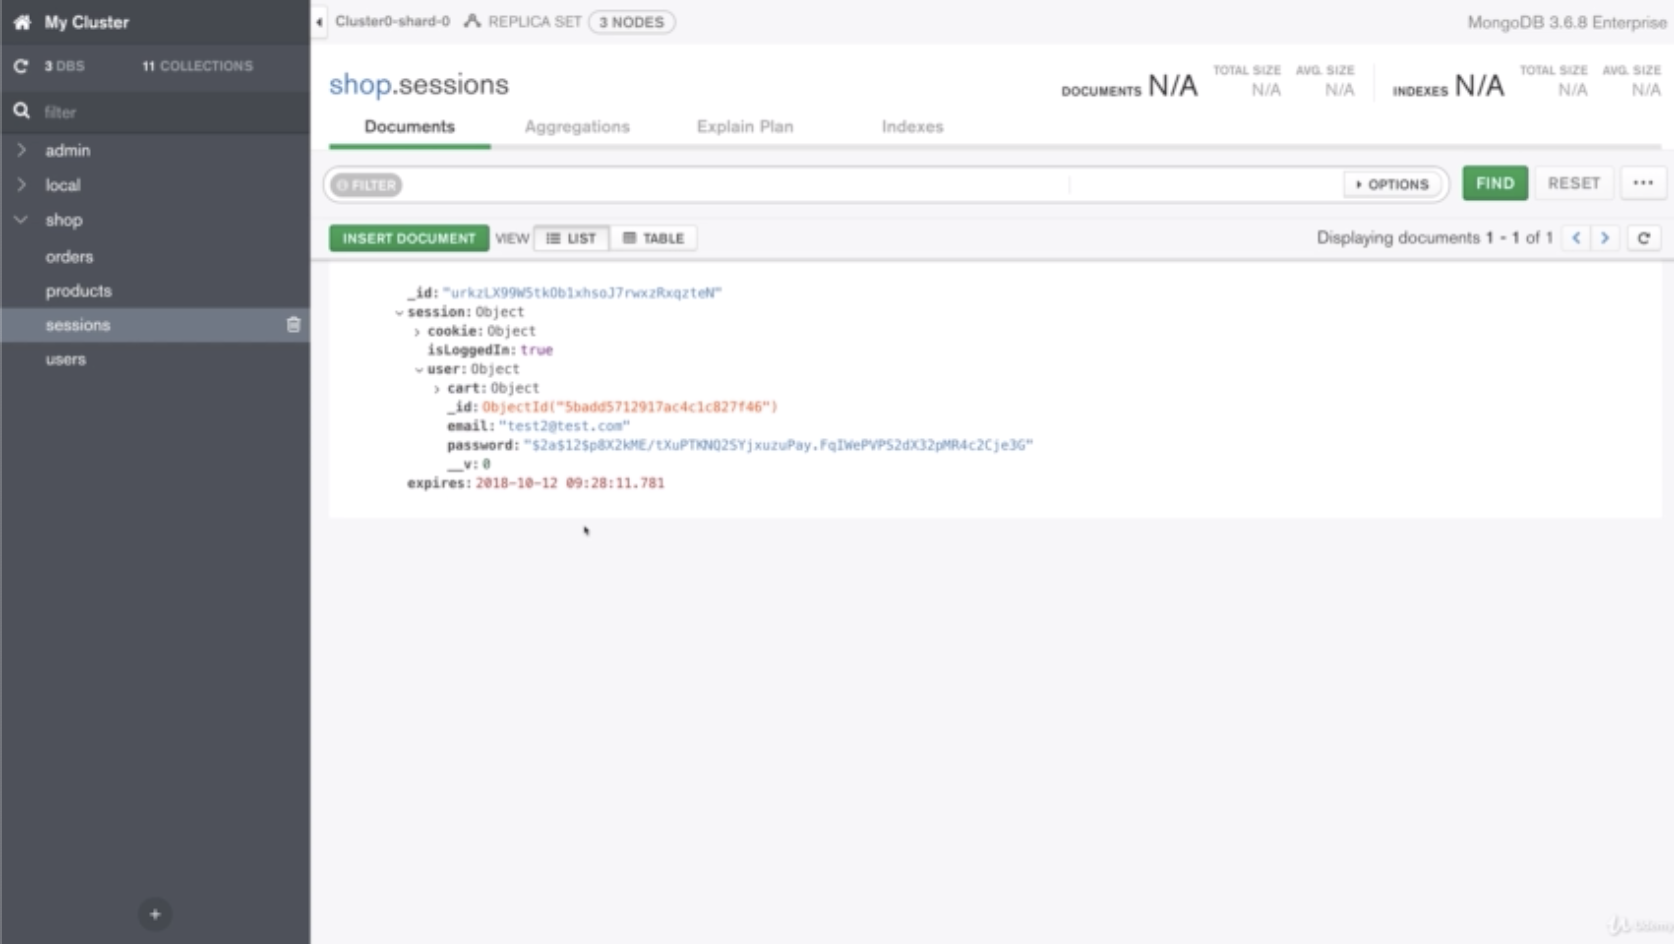 My Cluster
Cluster0-shard-0 REPLICA SET 3 NODES
MongoDB 3.6.8 Enterprise
3 DBS 11 COLLECTIONS
filter
admin
local
shop
orders
products
sessions
users
shop.sessions
DOCUMENTS N/A TOTAL SIZE N/A AVG. SIZE N/A
INDEXES N/A TOTAL SIZE N/A AVG. SIZE N/A
Documents Aggregations Explain Plan Indexes
FILTER OPTIONS FIND RESET ...
INSERT DOCUMENT VIEW LIST TABLE Displaying documents 1 - 1 of 1
_id: "urkzLX99W5tkOb1xhsoJ7rwxzRxqzteN"
session: Object
cookie: Object
isLoggedIn: true
user: Object
cart: Object
_id: ObjectId("5badd5712917ac4c1c827f46")
email: "test2@test.com"
password: "$2a$12$p8X2kME/tXuPTKNQ2SYjxuzuPay.FqIWePVPS2dX32pMR4c2Cje3G"
__v: 0
expires: 2018-10-12 09:28:11.781
+
Udemy